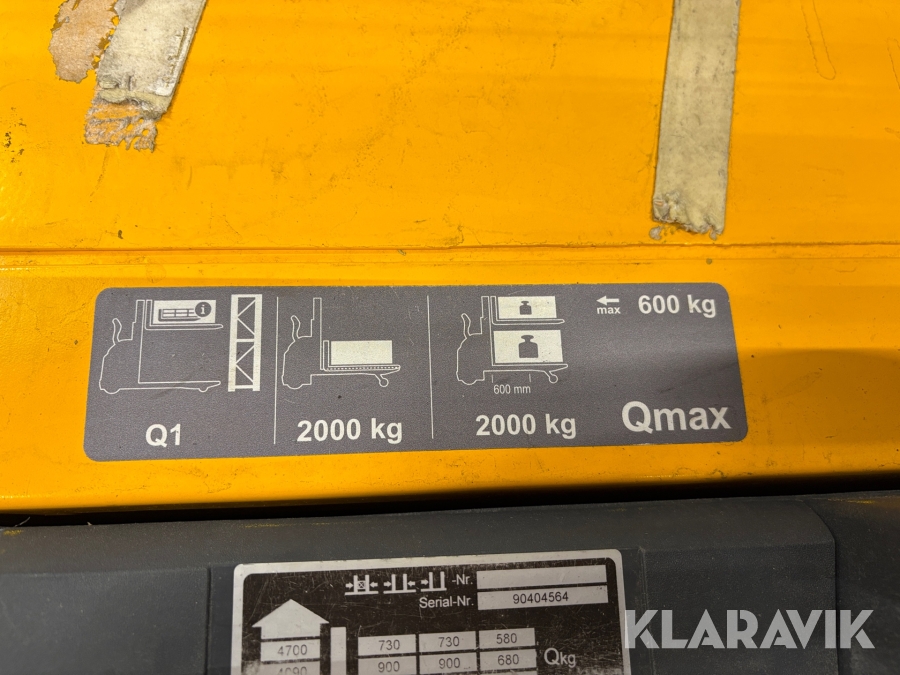 max 600 kg
600 mm
Q1 2000 kg 2000 kg Qmax
-Nr.
Serial-Nr. 90404564
4700 730 730 580
900 900 680 Qkg
KLARAVIK